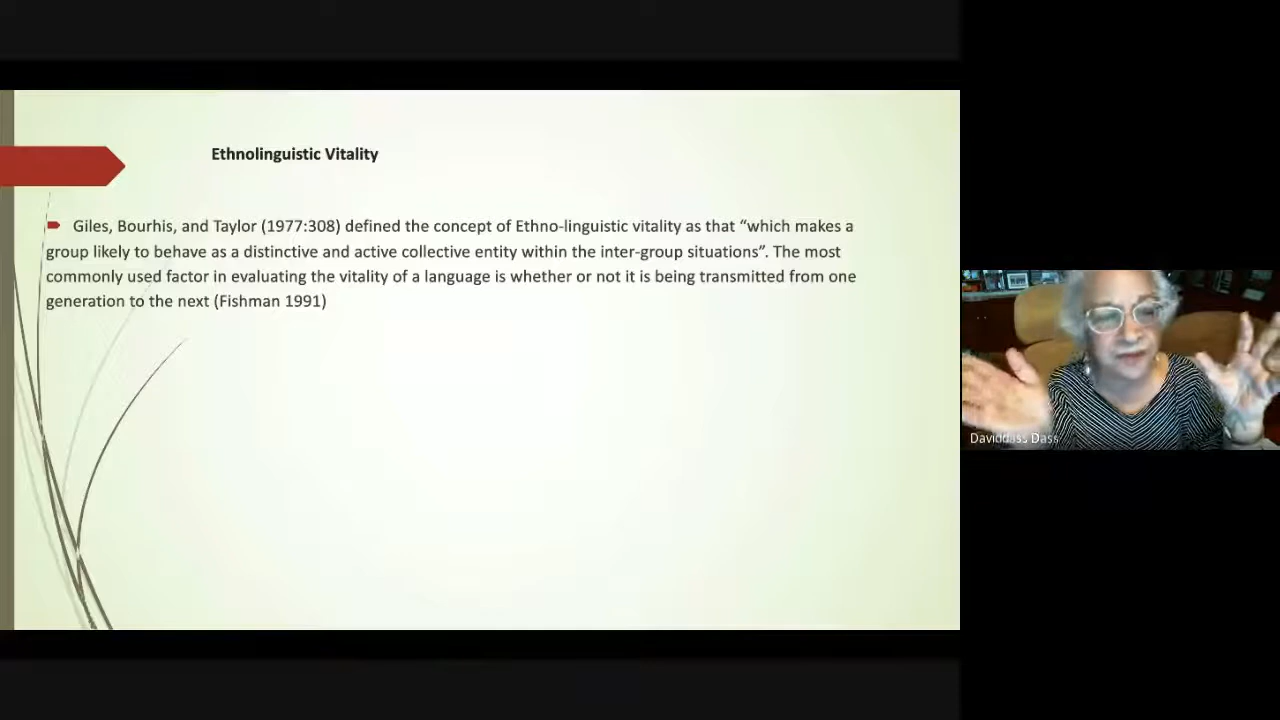 Ethnolinguistic Vitality
Giles, Bourhis, and Taylor (1977:308) defined the concept of Ethno-linguistic vitality as that “which makes a
group likely to behave as a distinctive and active collective entity within the inter-group situations”. The most
commonly used factor in evaluating the vitality of a language is whether or not it is being transmitted from one
generation to the next (Fishman 1991)
Daviddass Dass